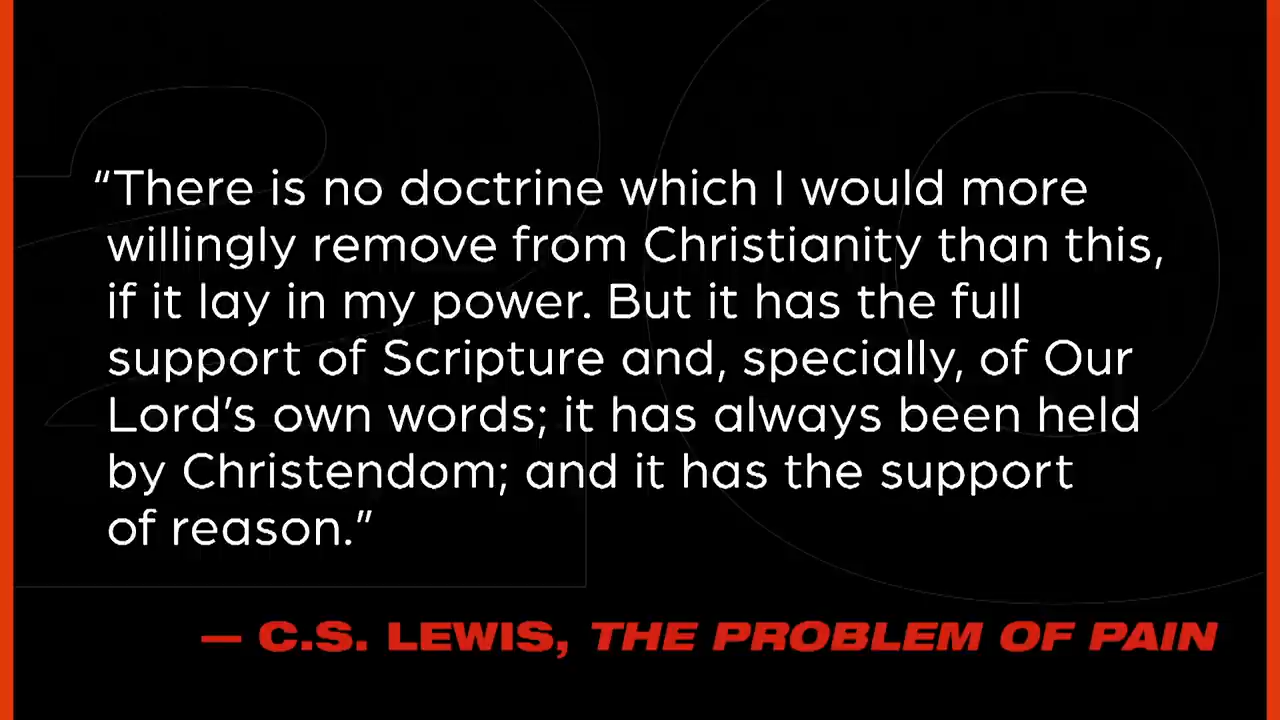 “There is no doctrine which I would more
willingly remove from Christianity than this,
if it lay in my power. But it has the full
support of Scripture and, specially, of Our
Lord’s own words; it has always been held
by Christendom; and it has the support
of reason.”
— C.S. LEWIS, THE PROBLEM OF PAIN